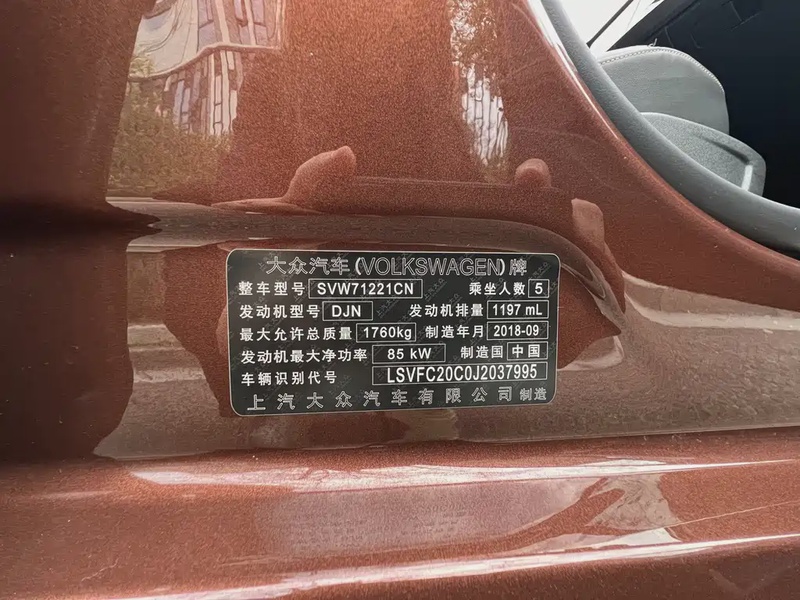 大众汽车(VOLKSWAGEN)牌
整车型号 SVW71221CN 乘坐人数 5
发动机型号 DJN 发动机排量 1197 mL
最大允许总质量 1760kg 制造年月 2018-09
发动机最大净功率 85 kW 制造国 中国
车辆识别代号 LSVFC20C0J2037995
上汽大众汽车有限公司 制造